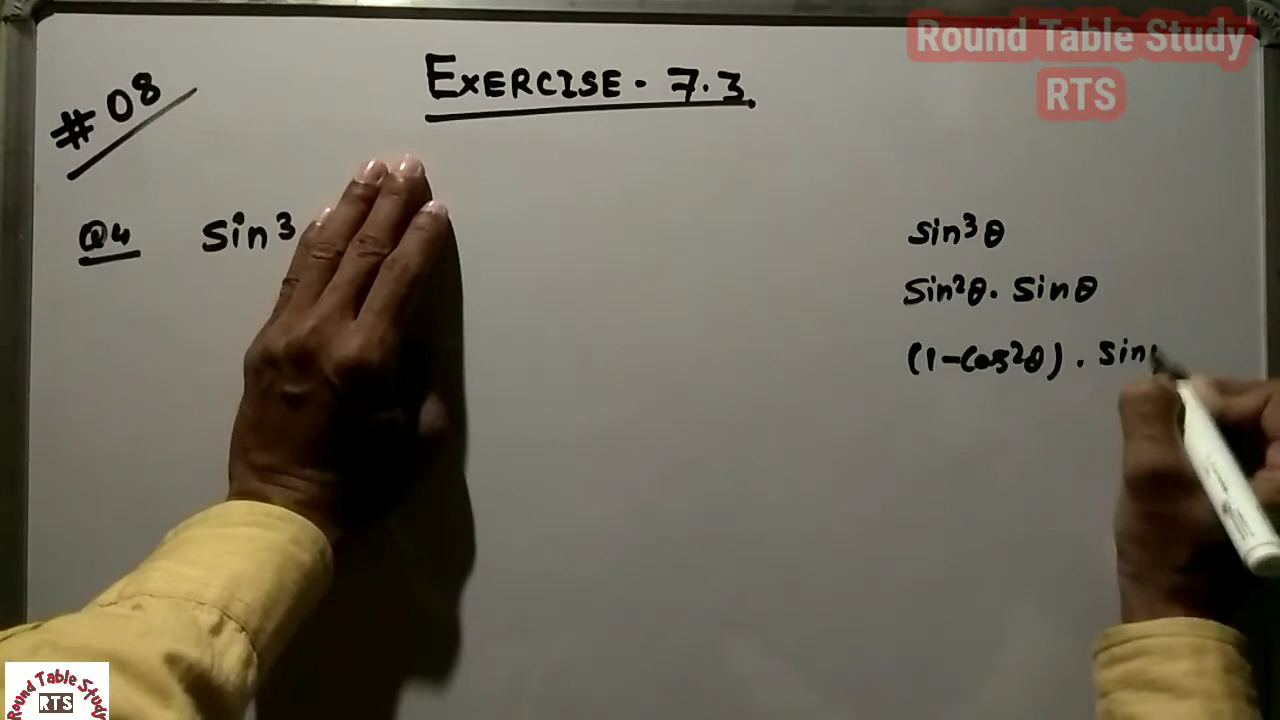 Round Table Study
RTS
#08
EXERCISE - 7.3
Q4 sin³
sin³θ
sin²θ. sinθ
(1-cos²θ) . sin
Round Table Study
RTS